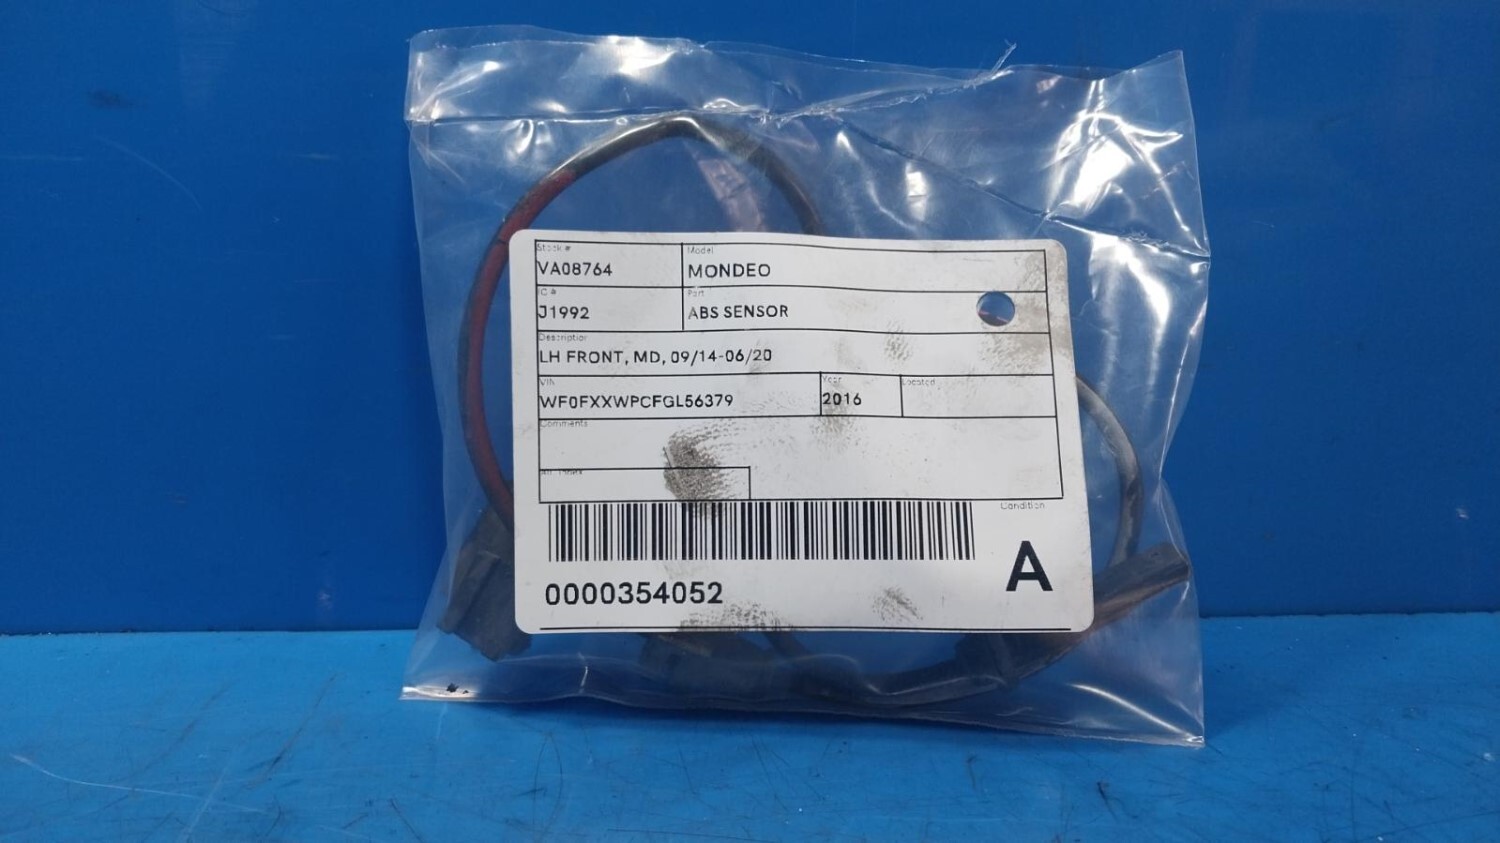 Stock # Model
VA08764 MONDEO
IC # Part
J1992 ABS SENSOR
Description
LH FRONT, MD, 09/14-06/20
VIN Year Located
WF0FXXWPCFGL56379 2016
Comments
Condition
0000354052 A